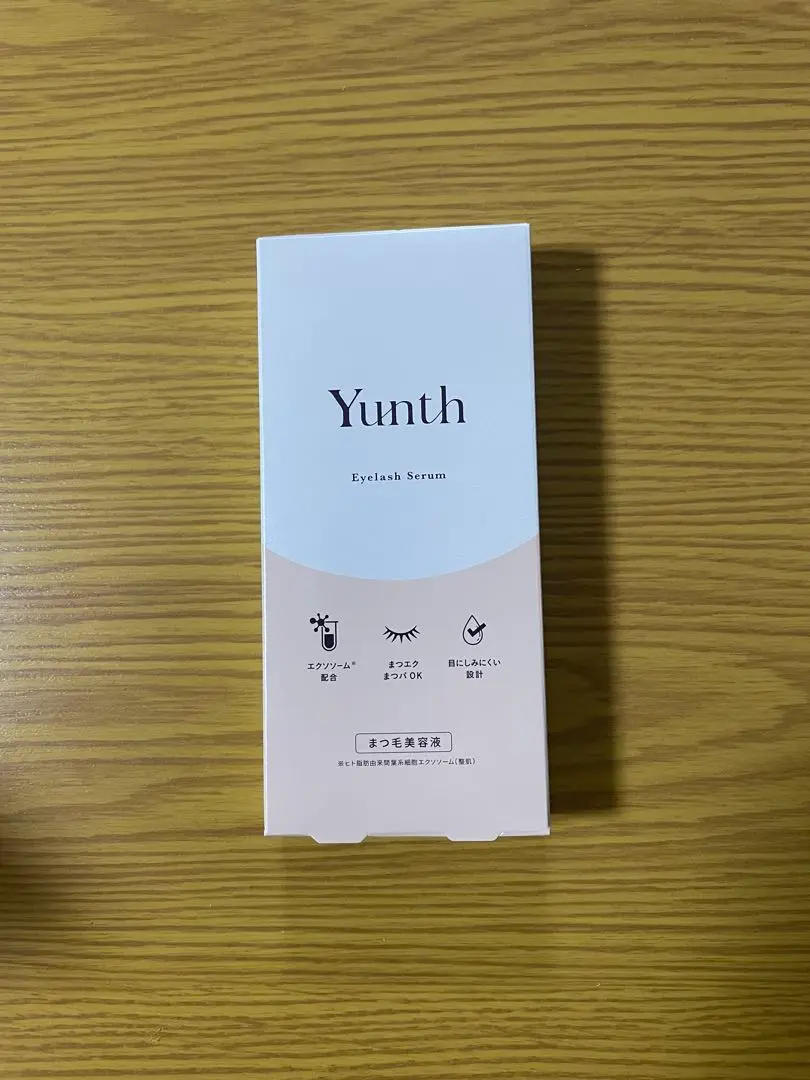 Yunth
Eyelash Serum
エクソソーム※
配合
まつエク
まつパ OK
目にしみにくい
設計
まつ毛美容液
※ヒト脂肪由来間葉系細胞エクソソーム(整肌)